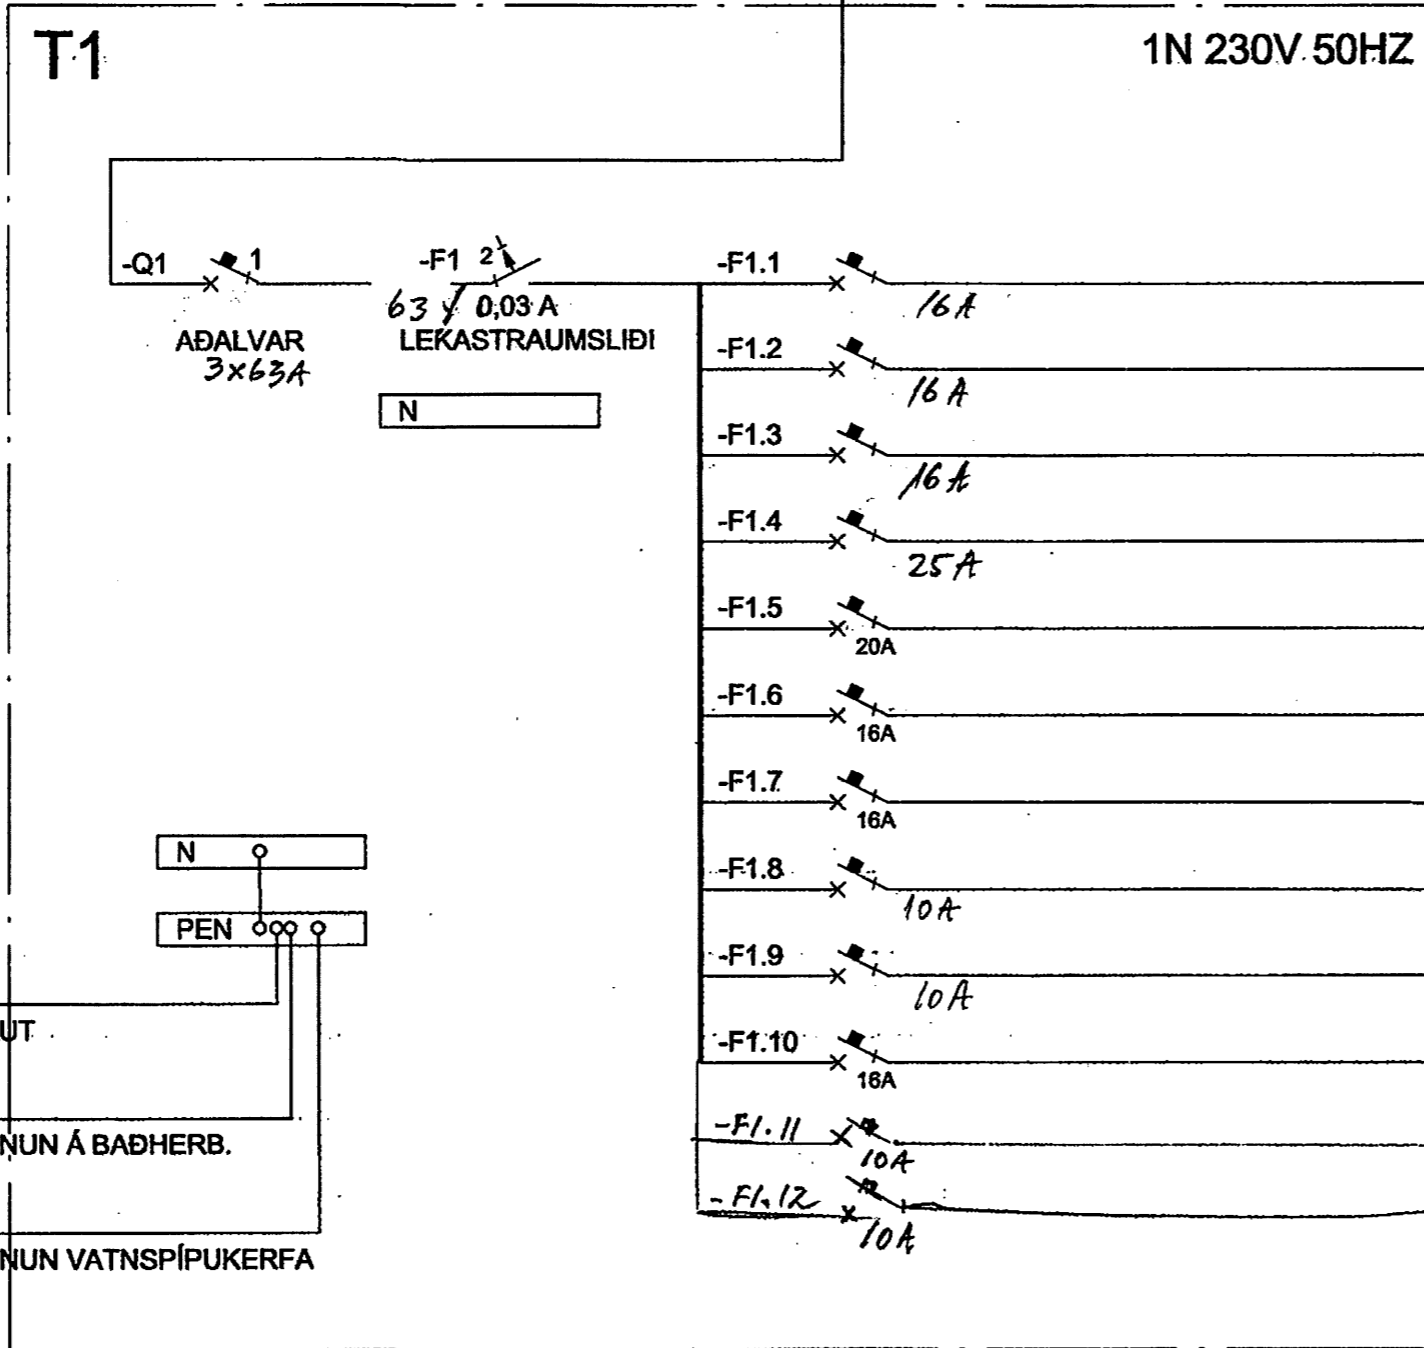 T1
1N 230V 50HZ
-Q1 1
-F1 2
63 / 0,03 A
AÐALVAR
3x63A
LEKASTRAUMSLIÐI
N
-F1.1
16A
-F1.2
16A
-F1.3
16A
-F1.4
25A
-F1.5
20A
-F1.6
16A
-F1.7
16A
-F1.8
10A
-F1.9
10A
-F1.10
16A
-F1.11
10A
-F1.12
10A
N
PEN
UT
NUN Á BAÐHERB.
NUN VATNSPÍPUKERFA